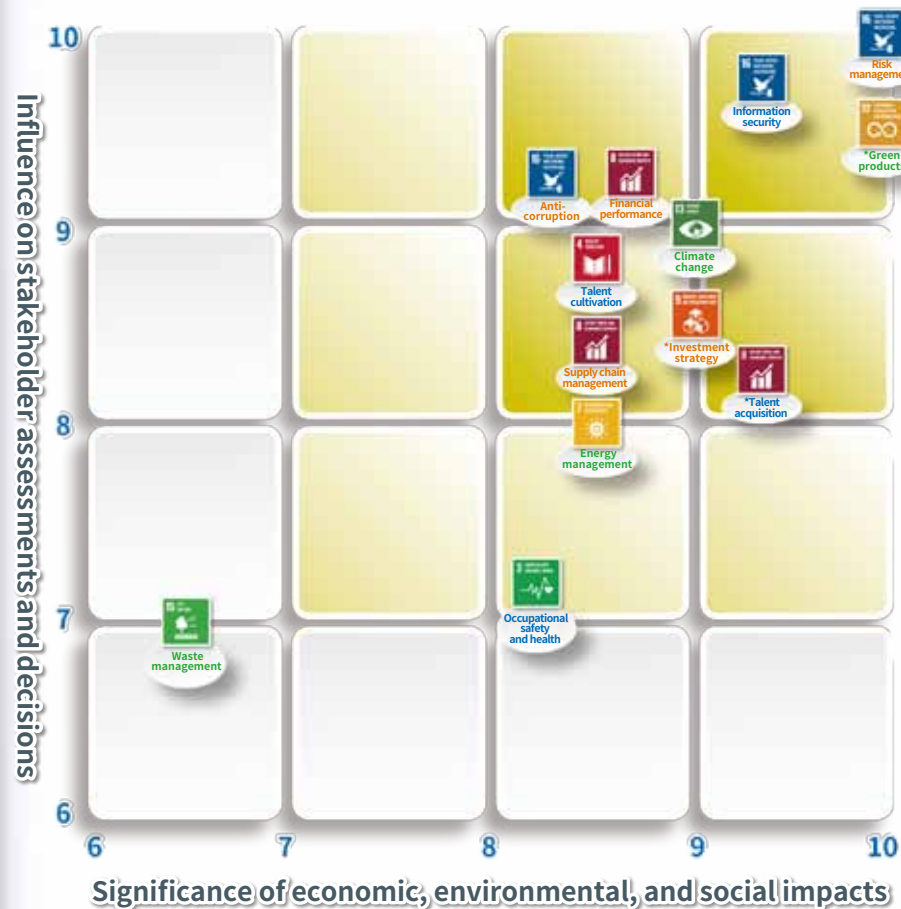 10
9
8
7
6
Influence on stakeholder assessments and decisions
Risk
Information
security
*Green
Anti-
corruption
Financial
performance
Climate
change
Talent
cultivation
*Investment
strategy
Supply chain
management
*Talent
acquisition
Energy
management
Occupational
safety
and health
Waste
management
6
7
8
9
10
Significance of economic, environmental, and social impacts